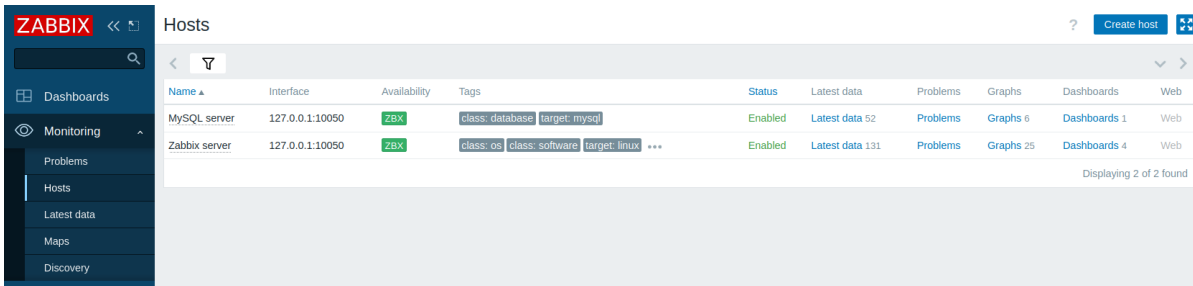 ZABBIX
Hosts
? Create host
Dashboards
Monitoring
Problems
Hosts
Latest data
Maps
Discovery
Name Interface Availability Tags Status Latest data Problems Graphs Dashboards Web
MySQL server 127.0.0.1:10050 ZBX class: database target: mysql Enabled Latest data 52 Problems Graphs 6 Dashboards 1 Web
Zabbix server 127.0.0.1:10050 ZBX class: os class: software target: linux ••• Enabled Latest data 131 Problems Graphs 25 Dashboards 4 Web
Displaying 2 of 2 found